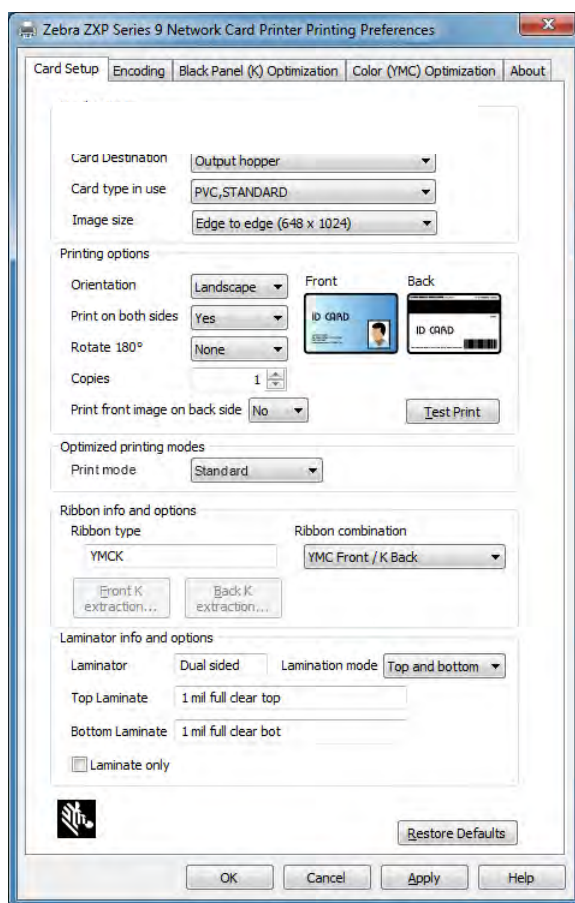 Zebra ZXP Series 9 Network Card Printer Printing Preferences
Card Setup Encoding Black Panel (K) Optimization Color (YMC) Optimization About
Card Destination Output hopper
Card type in use PVC,STANDARD
Image size Edge to edge (648 x 1024)
Printing options
Orientation Landscape Front Back
Print on both sides Yes ID CARD ID CARD
Rotate 180° None
Copies 1
Print front image on back side No Test Print
Optimized printing modes
Print mode Standard
Ribbon info and options
Ribbon type Ribbon combination
YMCK YMC Front / K Back
Front K extraction... Back K extraction...
Laminator info and options
Laminator Dual sided Lamination mode Top and bottom
Top Laminate 1 mil full clear top
Bottom Laminate 1 mil full clear bot
Laminate only
Restore Defaults
OK Cancel Apply Help